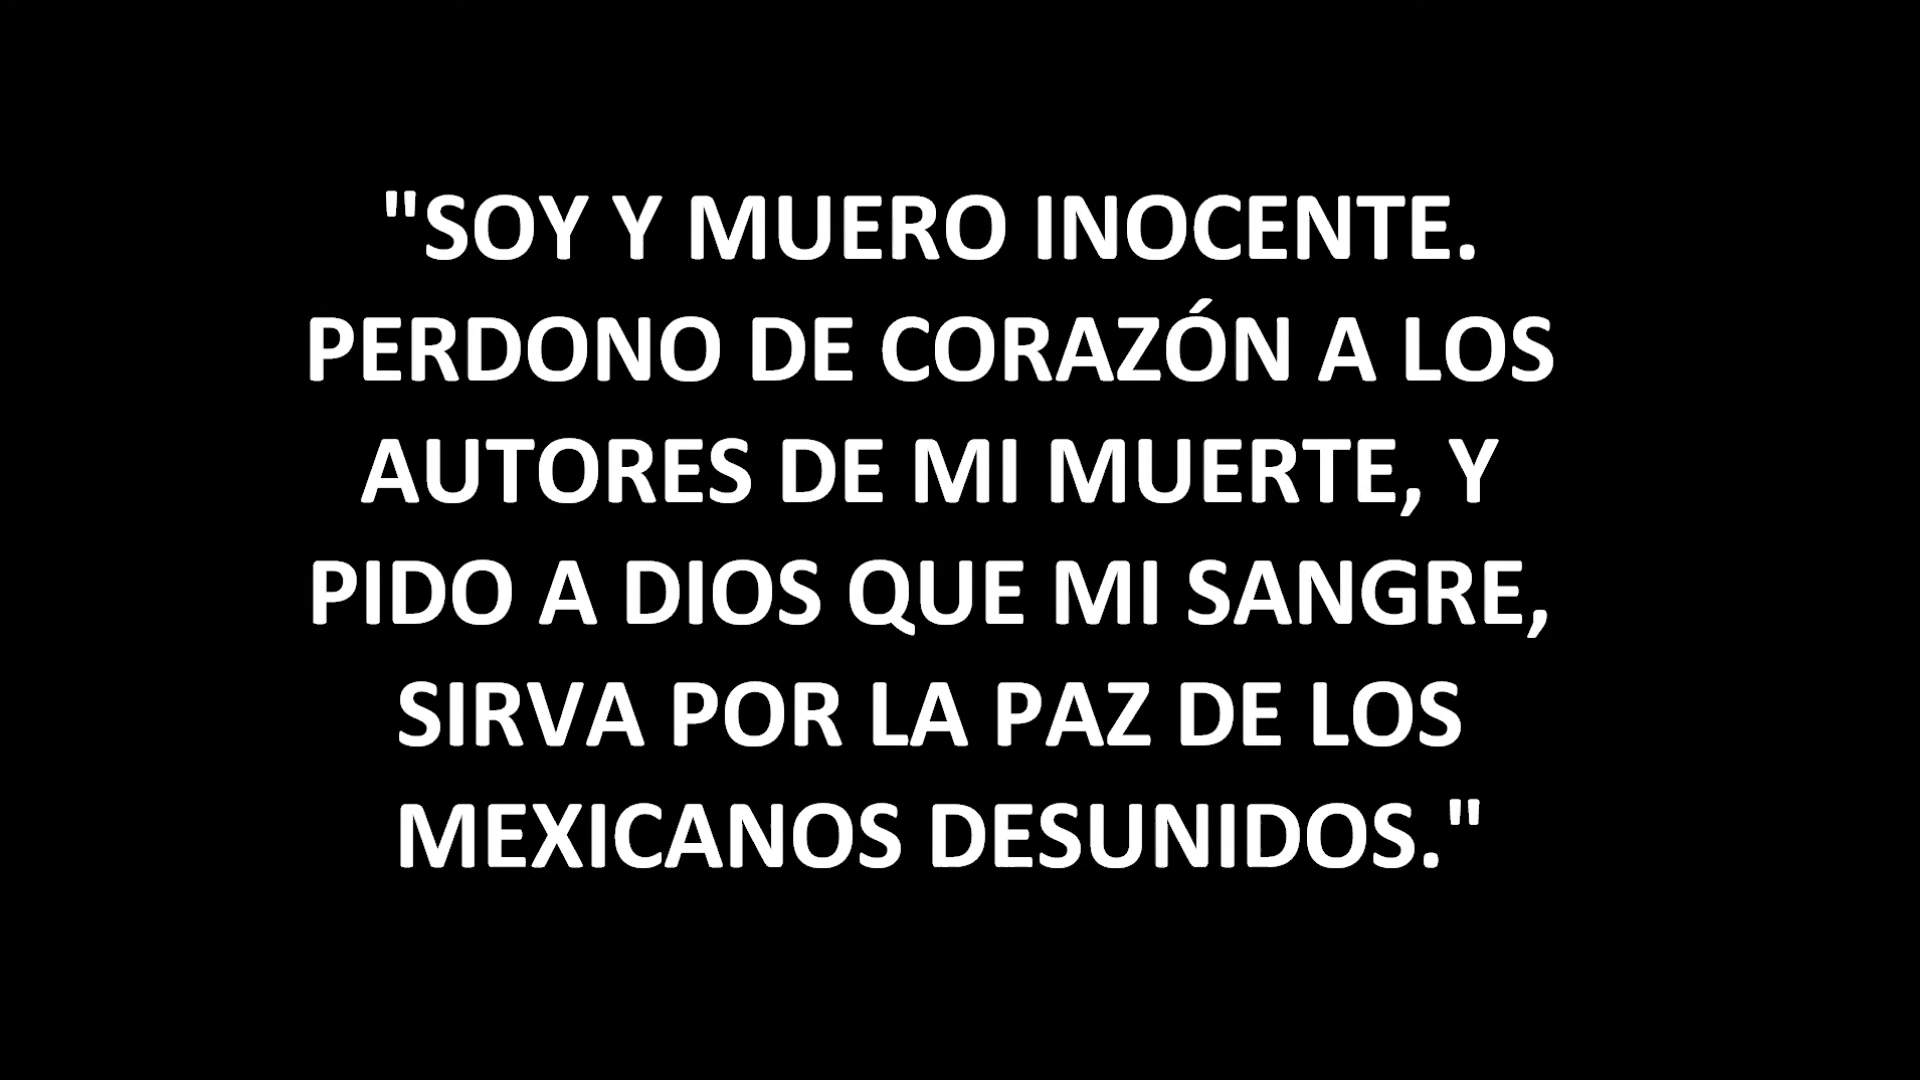 "SOY Y MUERO INOCENTE.
PERDONO DE CORAZÓN A LOS
AUTORES DE MI MUERTE, Y
PIDO A DIOS QUE MI SANGRE,
SIRVA POR LA PAZ DE LOS
MEXICANOS DESUNIDOS."